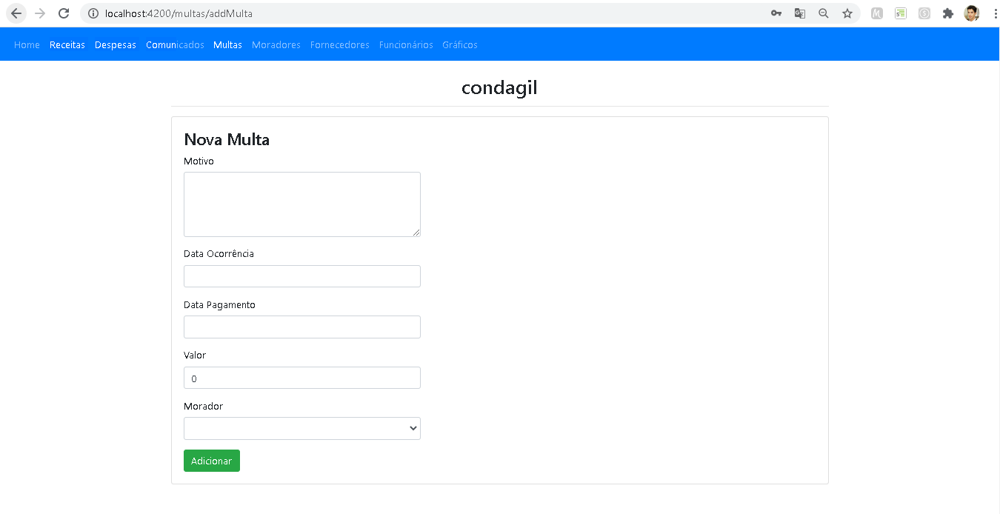 localhost:4200/multas/addMulta
Home Receitas Despesas Comunicados Multas Moradores Fornecedores Funcionários Gráficos
condagil
Nova Multa
Motivo
Data Ocorrência
Data Pagamento
Valor
0
Morador
Adicionar